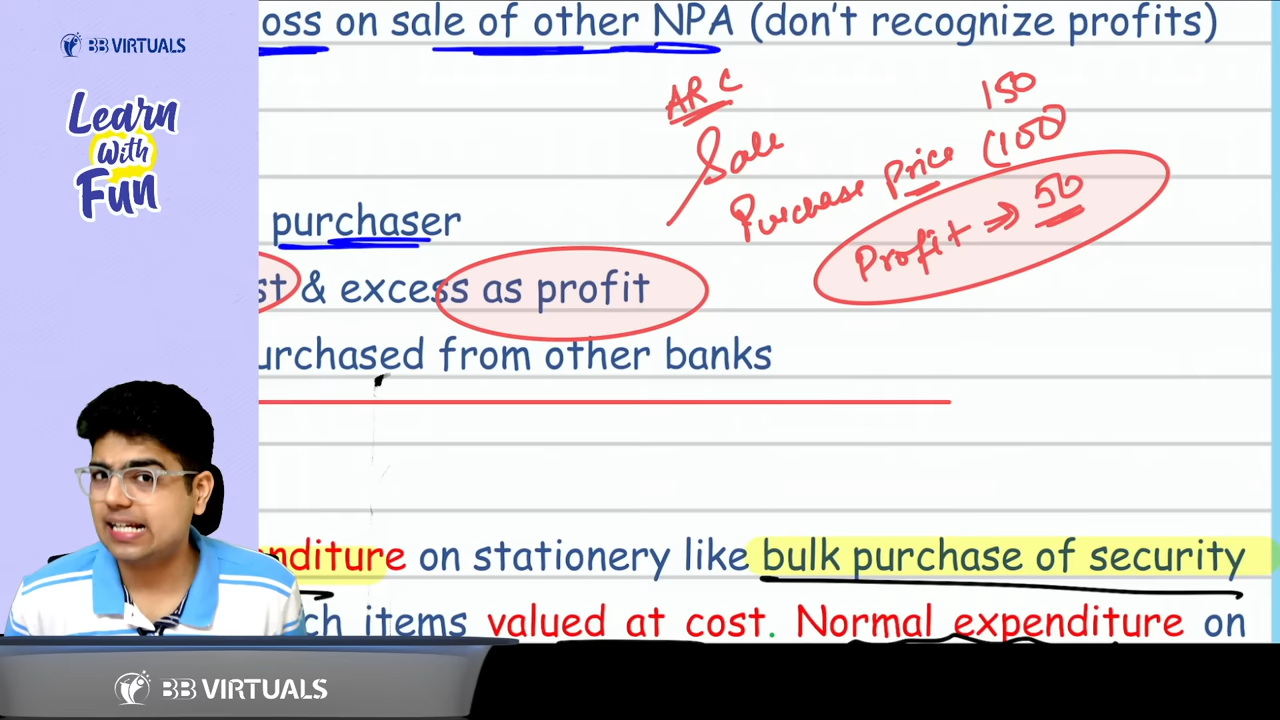 BB VIRTUALS
Learn
with
Fun
oss on sale of other NPA (don't recognize profits)
ARC
Sale 150
Purchase Price (100)
Profit ⇒ 50
purchaser
st & excess as profit
urchased from other banks
nditure on stationery like bulk purchase of security
ch items valued at cost. Normal expenditure on
BB VIRTUALS